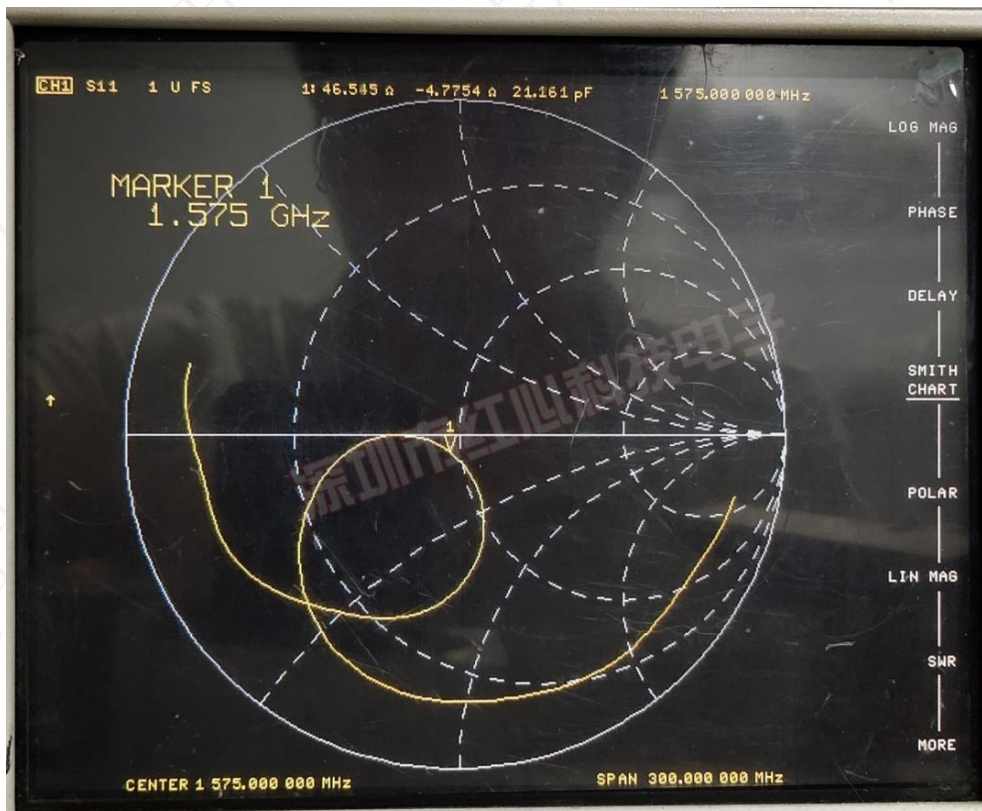 CH1 S11 1 U FS 1: 46.545 Ω -4.7754 Ω 21.161 pF 1 575.000 000 MHz
MARKER 1
1.575 GHz
1
LOG MAG
PHASE
DELAY
SMITH
CHART
POLAR
LIN MAG
SWR
MORE
深圳市红心科技电子
CENTER 1 575.000 000 MHz SPAN 300.000 000 MHz